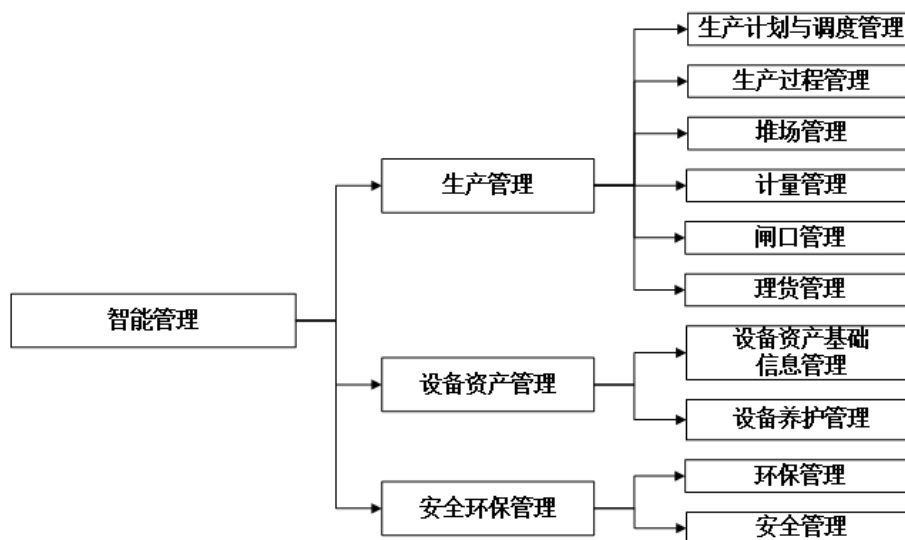 智能管理
生产管理
生产计划与调度管理
生产过程管理
堆场管理
计量管理
闸口管理
理货管理
设备资产管理
设备资产基础
信息管理
设备养护管理
安全环保管理
环保管理
安全管理